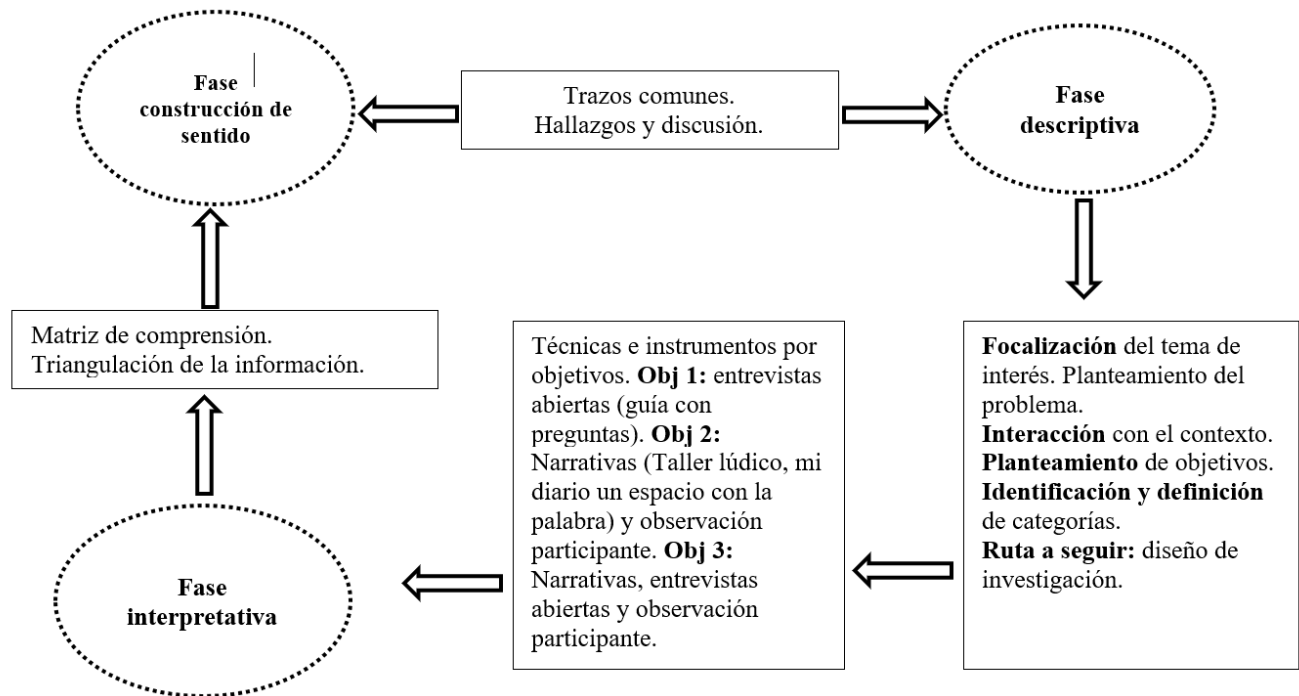 Fase
construcción de
sentido
Trazos comunes.
Hallazgos y discusión.
Fase
descriptiva
Matriz de comprensión.
Triangulación de la información.
Técnicas e instrumentos por
objetivos. Obj 1: entrevistas
abiertas (guía con
preguntas). Obj 2:
Narrativas (Taller lúdico, mi
diario un espacio con la
palabra) y observación
participante. Obj 3:
Narrativas, entrevistas
abiertas y observación
participante.
Focalización del tema de
interés. Planteamiento del
problema.
Interacción con el contexto.
Planteamiento de objetivos.
Identificación y definición
de categorías.
Ruta a seguir: diseño de
investigación.
Fase
interpretativa